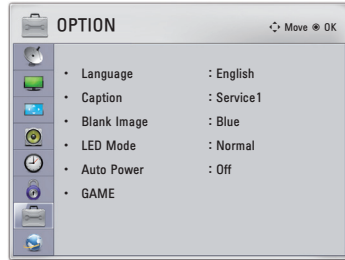 OPTION
Move OK
• Language : English
• Caption : Service1
• Blank Image : Blue
• LED Mode : Normal
• Auto Power : Off
• GAME